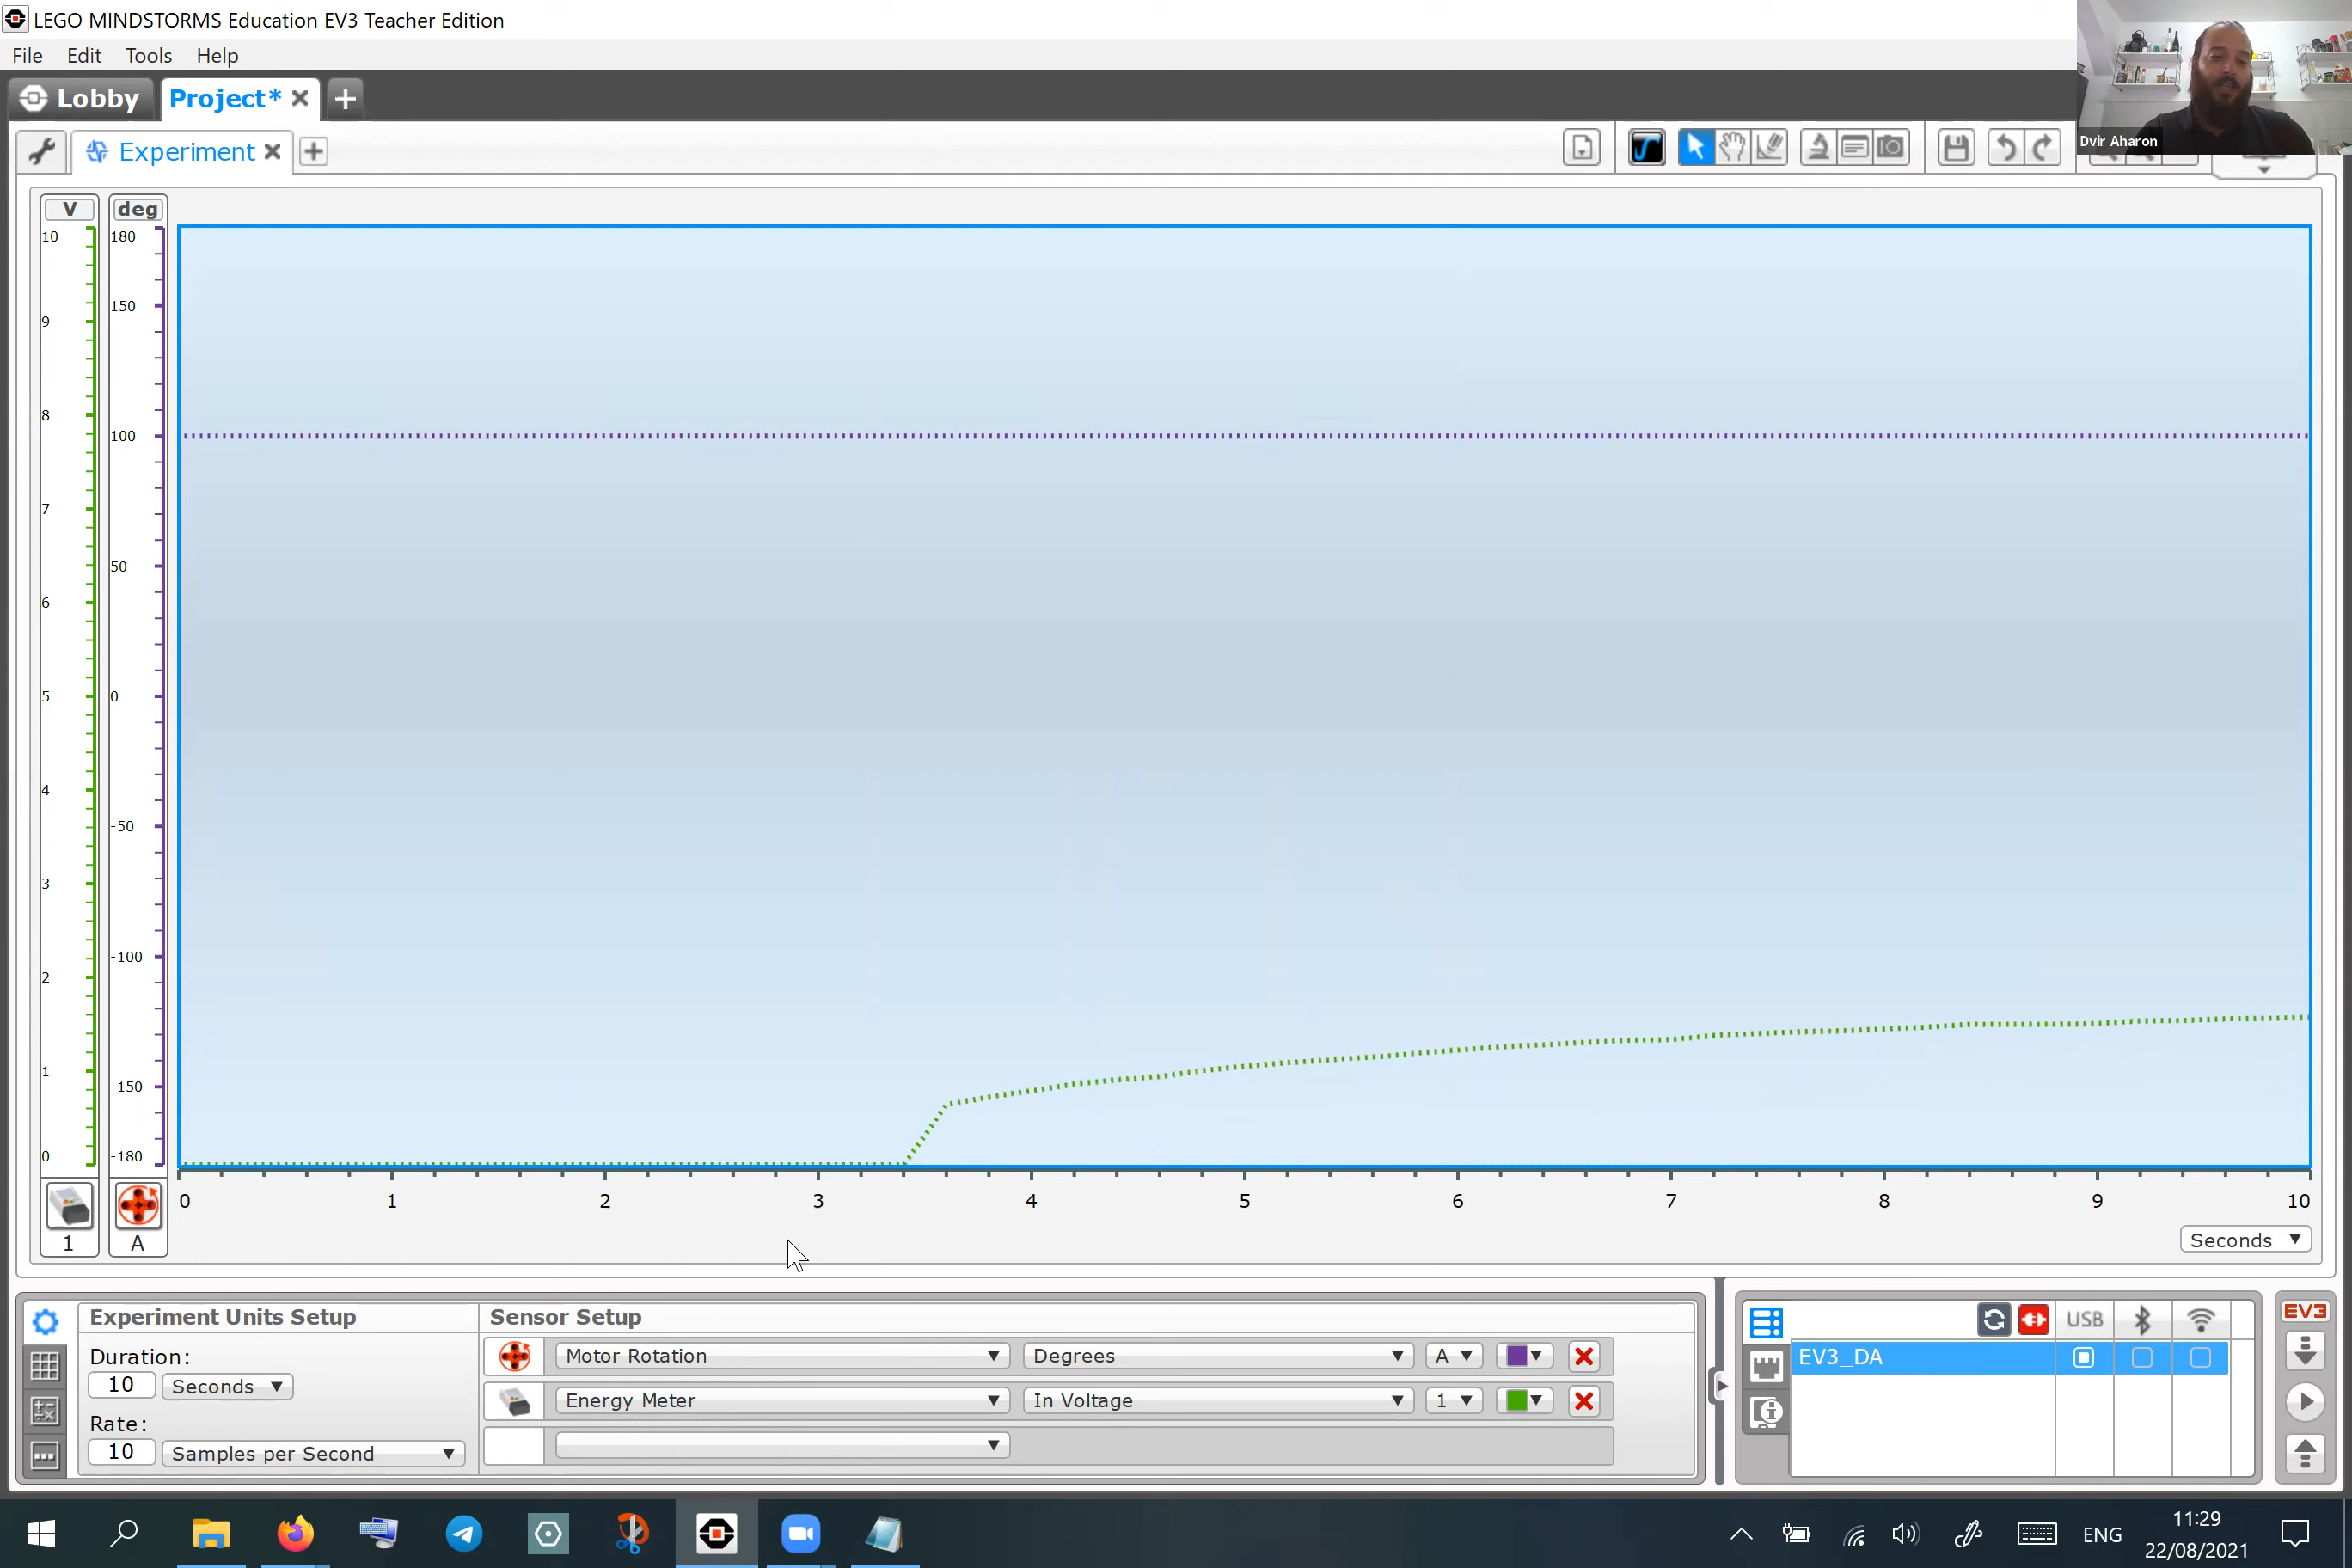 LEGO MINDSTORMS Education EV3 Teacher Edition
File Edit Tools Help
Lobby Project* +
Experiment
Dvir Aharon
V deg
10 180
150
9
8 100
7
50
6
5 0
4
-50
3
-100
2
1 -150
0 -180
0 1 2 3 4 5 6 7 8 9 10
1 A
Seconds
Experiment Units Setup
Duration:
10 Seconds
Rate:
10 Samples per Second
Sensor Setup
Motor Rotation Degrees A
Energy Meter In Voltage 1
USB
EV3_DA
EV3
ENG
11:29
22/08/2021